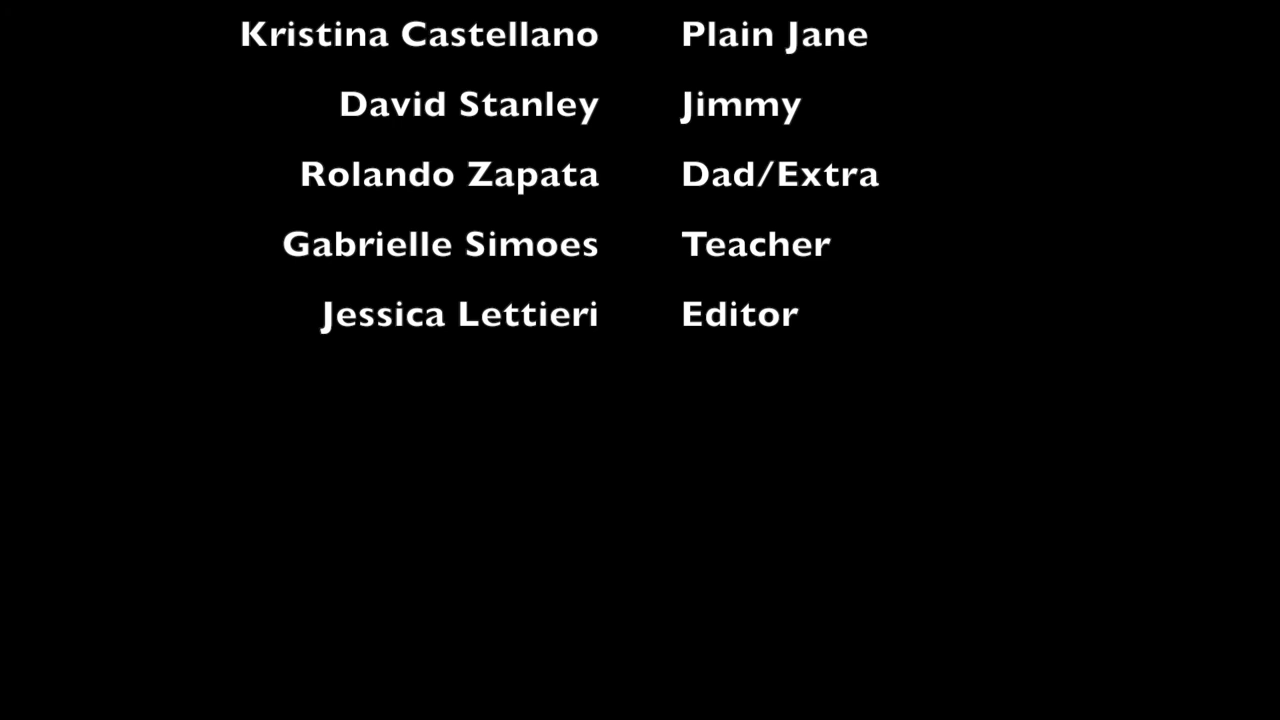 Kristina Castellano Plain Jane
David Stanley Jimmy
Rolando Zapata Dad/Extra
Gabrielle Simoes Teacher
Jessica Lettieri Editor